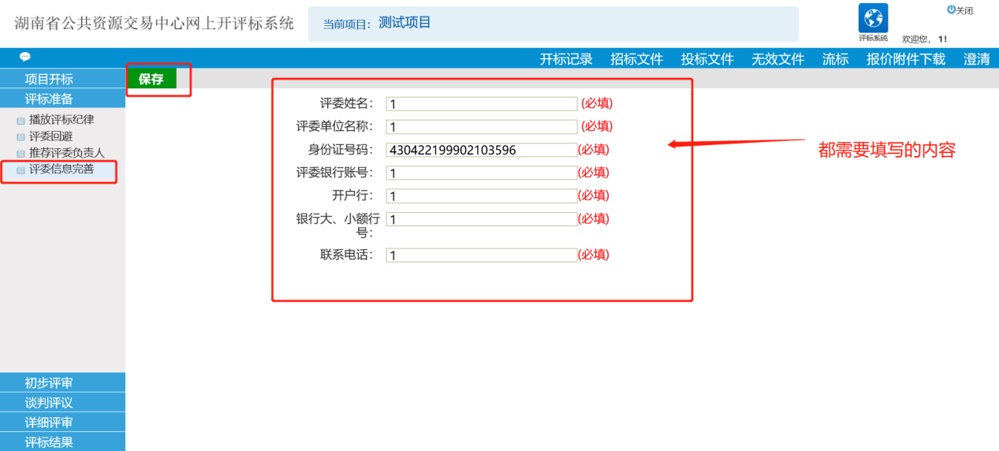 湖南省公共资源交易中心网上开评标系统
当前项目：测试项目
关闭
评标系统
欢迎您， 1!
开标记录 招标文件 投标文件 无效文件 流标 报价附件下载 澄清
项目开标
保存
评标准备
播放评标纪律
评委回避
推荐评委负责人
评委信息完善
评委姓名： 1 (必填)
评委单位名称： 1 (必填)
身份证号码： 430422199902103596 (必填)
评委银行账号： 1 (必填)
开户行： 1 (必填)
银行大、小额行 1 (必填)
号：
联系电话： 1 (必填)
都需要填写的内容
初步评审
谈判评议
详细评审
评标结果